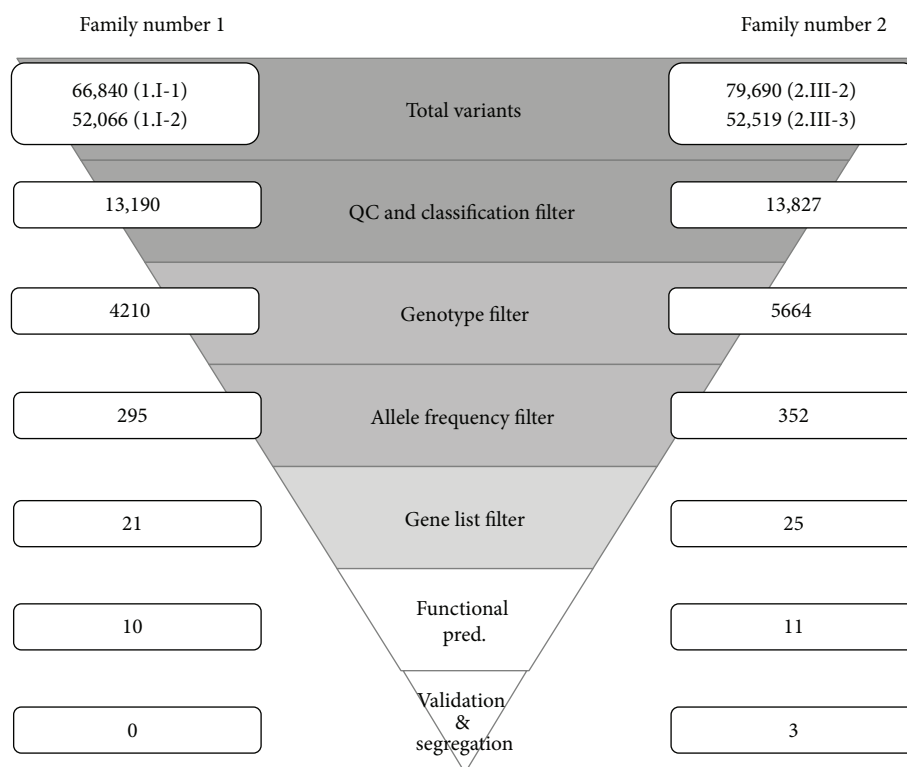 Family number 1
Family number 2
66,840 (1.I-1)
52,066 (1.I-2)
Total variants
79,690 (2.III-2)
52,519 (2.III-3)
13,190
QC and classification filter
13,827
4210
Genotype filter
5664
295
Allele frequency filter
352
21
Gene list filter
25
10
Functional
pred.
11
0
Validation
&
segregation
3